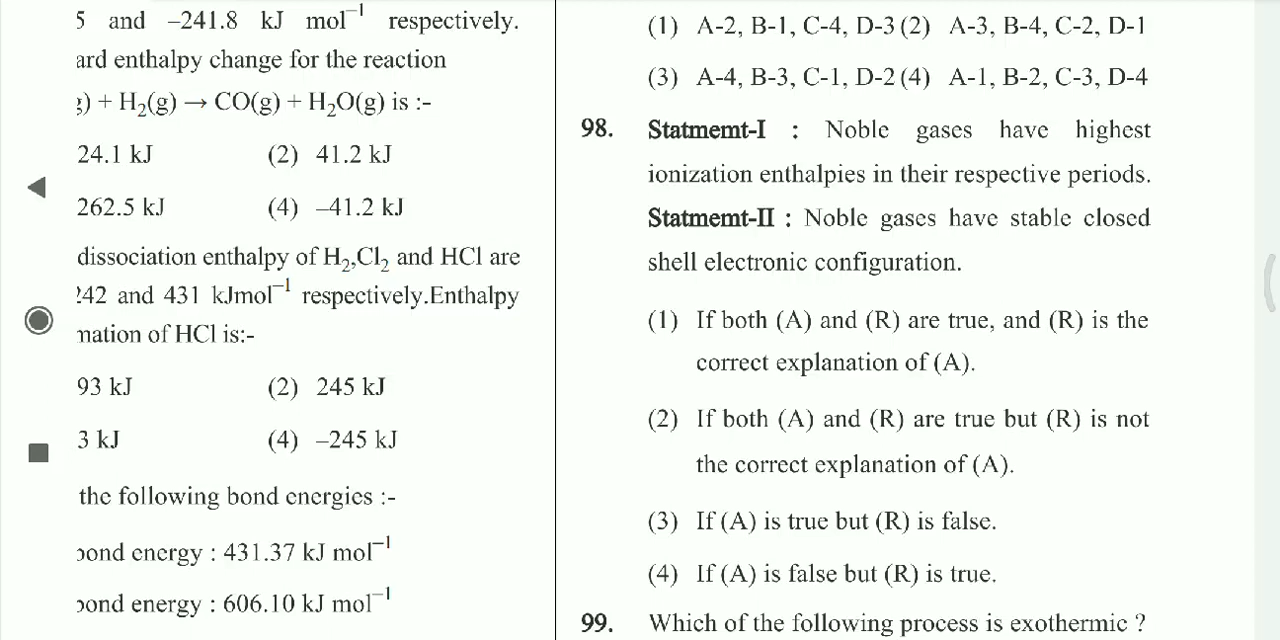 5 and –241.8 kJ mol⁻¹ respectively.
ard enthalpy change for the reaction
g) + H₂(g) → CO(g) + H₂O(g) is :-
24.1 kJ (2) 41.2 kJ
262.5 kJ (4) –41.2 kJ
dissociation enthalpy of H₂,Cl₂ and HCl are
242 and 431 kJmol⁻¹ respectively.Enthalpy
mation of HCl is:-
93 kJ (2) 245 kJ
3 kJ (4) –245 kJ
the following bond energies :-
bond energy : 431.37 kJ mol⁻¹
bond energy : 606.10 kJ mol⁻¹
(1) A-2, B-1, C-4, D-3 (2) A-3, B-4, C-2, D-1
(3) A-4, B-3, C-1, D-2 (4) A-1, B-2, C-3, D-4
98. Statmemt-I : Noble gases have highest
ionization enthalpies in their respective periods.
Statmemt-II : Noble gases have stable closed
shell electronic configuration.
(1) If both (A) and (R) are true, and (R) is the
correct explanation of (A).
(2) If both (A) and (R) are true but (R) is not
the correct explanation of (A).
(3) If (A) is true but (R) is false.
(4) If (A) is false but (R) is true.
99. Which of the following process is exothermic ?